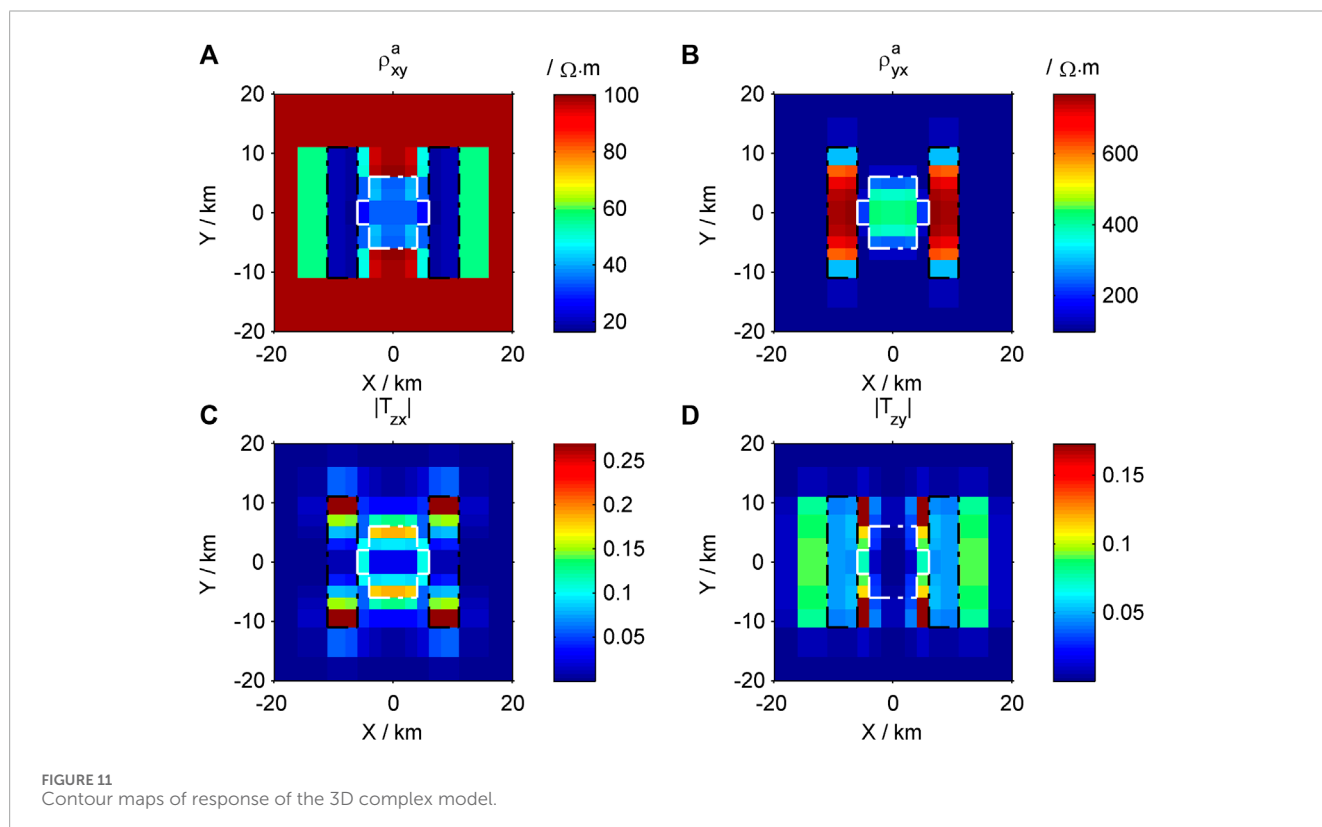 A
ρ^a_xy
/ Ω·m
20
10
0
-10
-20
Y / km
-20 0 20
X / km
100
80
60
40
20
B
ρ^a_yx
/ Ω·m
20
10
0
-10
-20
Y / km
-20 0 20
X / km
600
400
200
C
|T_zx|
20
10
0
-10
-20
Y / km
-20 0 20
X / km
0.25
0.2
0.15
0.1
0.05
D
|T_zy|
20
10
0
-10
-20
Y / km
-20 0 20
X / km
0.15
0.1
0.05
FIGURE 11
Contour maps of response of the 3D complex model.